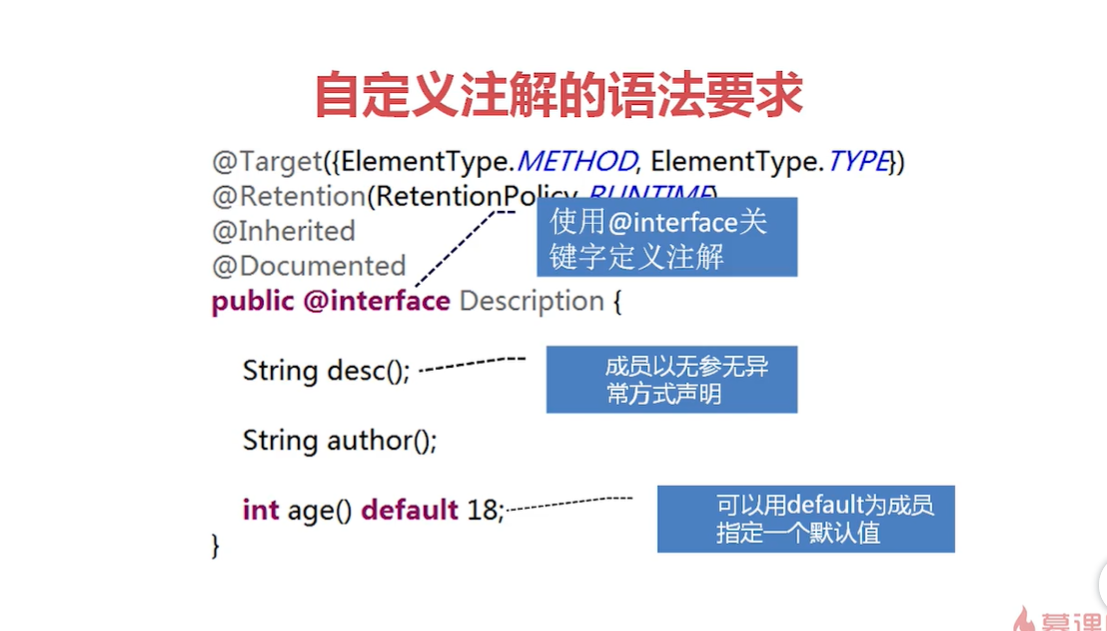 自定义注解的语法要求
@Target({ElementType.METHOD, ElementType.TYPE})
@Retention(RetentionPolicy.RUNTIME)
@Inherited
@Documented
public @interface Description {
使用@interface关
键字定义注解
String desc();
成员以无参无异
常方式声明
String author();
int age() default 18;
可以用default为成员
指定一个默认值
}
慕课